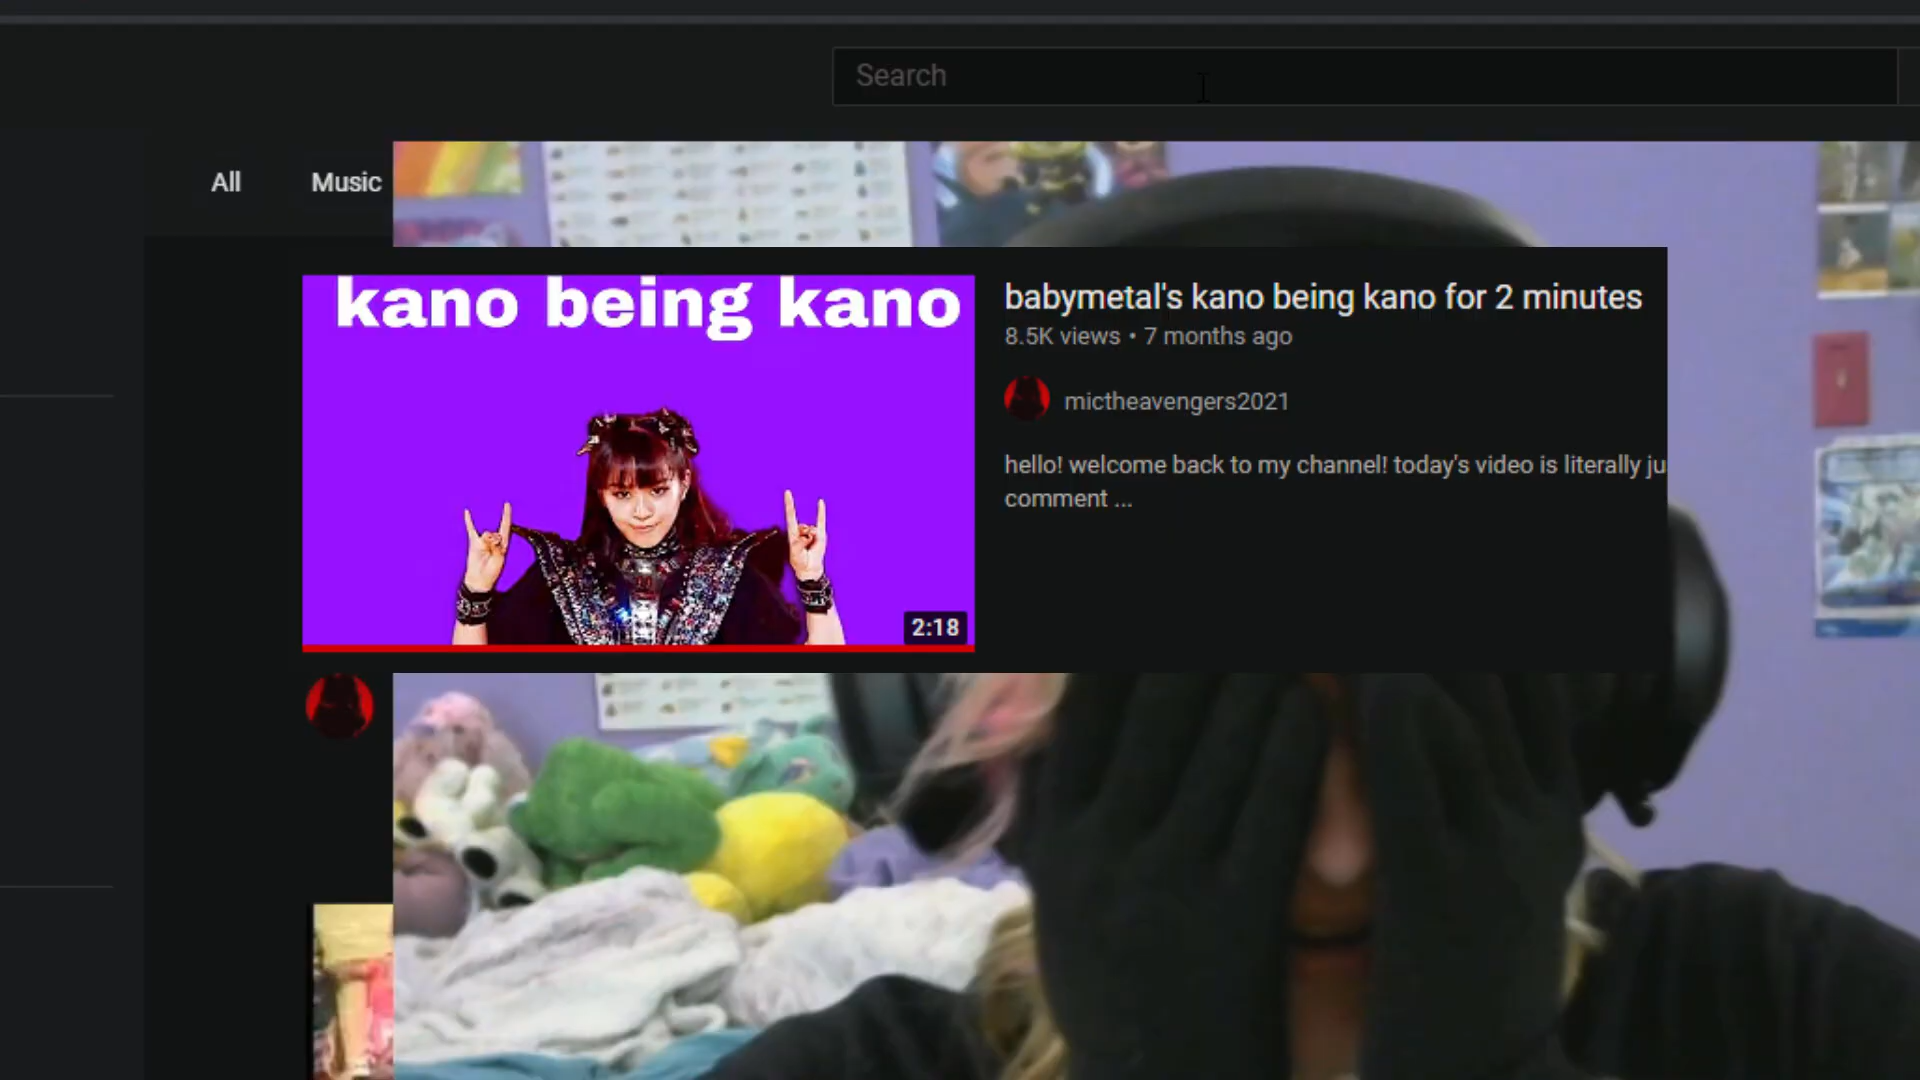 Search
All
Music
kano being kano
2:18
babymetal's kano being kano for 2 minutes
8.5K views • 7 months ago
mictheavengers2021
hello! welcome back to my channel! today's video is literally ju
comment ...